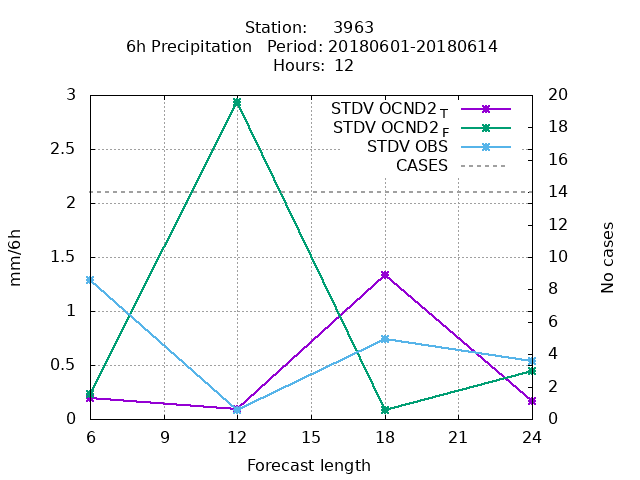 Station: 3963
6h Precipitation Period: 20180601-20180614
Hours: 12
3 20
STDV OCND2 T
STDV OCND2 F
STDV OBS
CASES
18
2.5 16
2 14
12
1.5 10
8
1 6
0.5 4
2
0 0
6 9 12 15 18 21 24
mm/6h
No cases
Forecast length